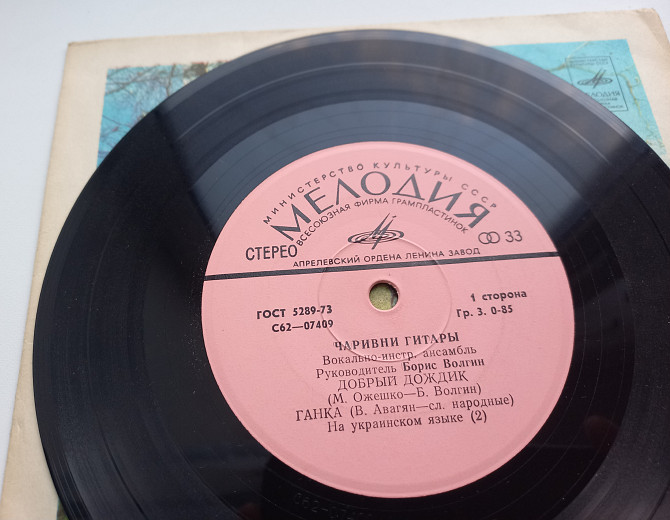 МИНИСТЕРСТВО КУЛЬТУРЫ СССР
МЕЛОДИЯ
ВСЕСОЮЗНАЯ ФИРМА ГРАМПЛАСТИНОК
СТЕРЕО
33
АПРЕЛЕВСКИЙ ОРДЕНА ЛЕНИНА ЗАВОД
ГОСТ 5289-73
С62—07409
1 сторона
Гр. 3. 0-85
ЧАРИВНИ ГИТАРЫ
Вокально-инстр. ансамбль
Руководитель Борис Волгин
ДОБРЫЙ ДОЖДИК
(М. Ожешко—Б. Волгин)
ГАНКА (В. Авагян—сл. народные)
На украинском языке (2)